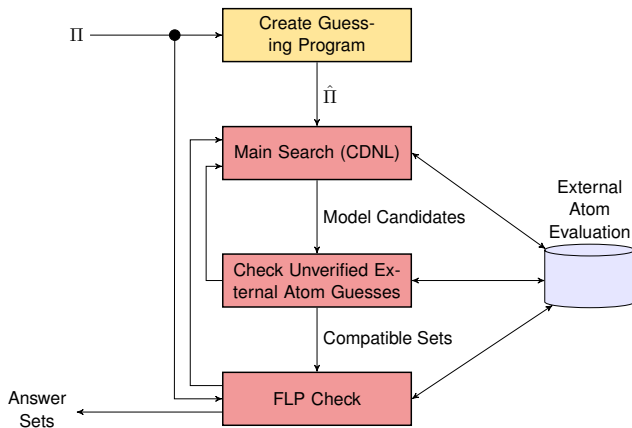 Create Guess-
ing Program
Π
Π̂
Main Search (CDNL)
Model Candidates
External
Atom
Evaluation
Check Unverified Ex-
ternal Atom Guesses
Compatible Sets
FLP Check
Answer
Sets